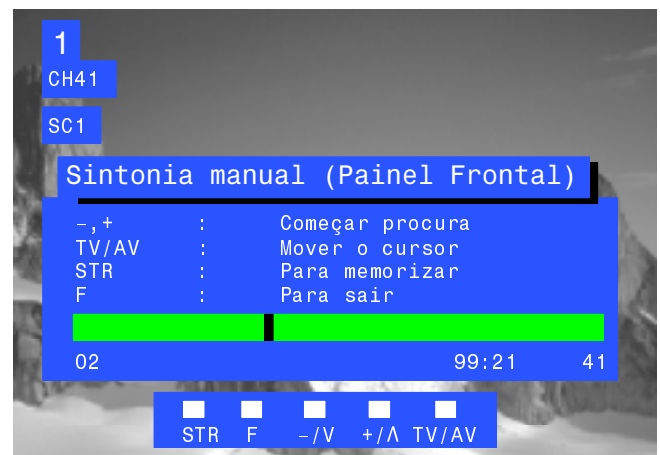 1
CH41
SC1
Sintonia manual (Painel Frontal)
–,+ : Começar procura
TV/AV : Mover o cursor
STR : Para memorizar
F : Para sair
02 99:21 41
STR F –/V +/Λ TV/AV